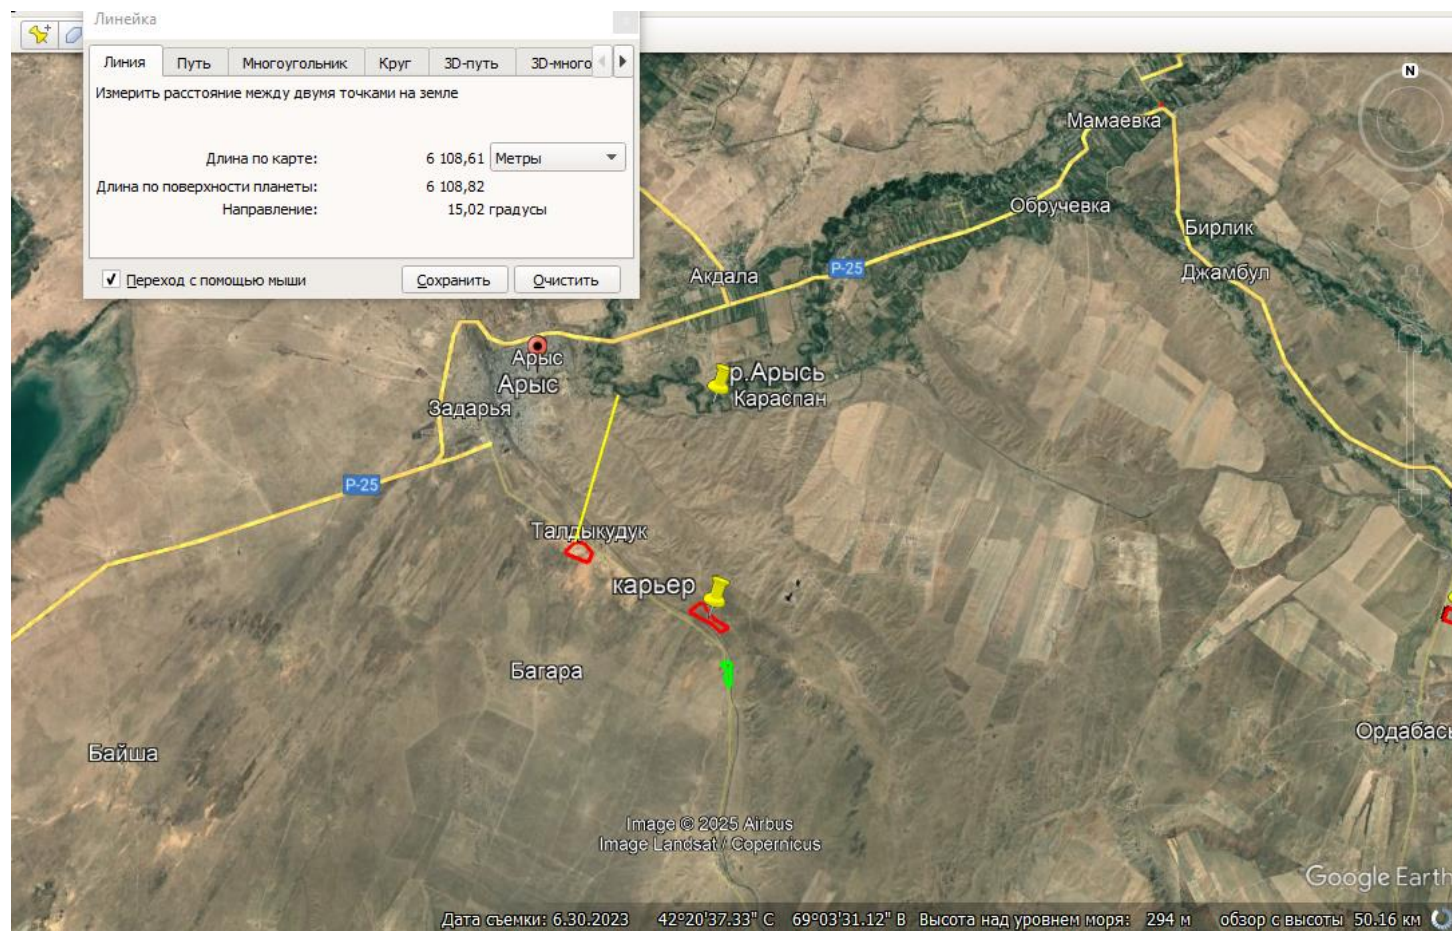 Линейка
Линия Путь Многоугольник Круг 3D-путь 3D-много
Измерить расстояние между двумя точками на земле
Длина по карте: 6 108,61 Метры
Длина по поверхности планеты: 6 108,82
Направление: 15,02 градусы
Переход с помощью мыши Сохранить Очистить
N
Мамаевка
Обручевка
Бирлик
Джамбул
P-25
Акдала
Арыс
Арыс
р.Арысь
Караспан
Задарья
P-25
Талдыкудук
карьер
Багара
Байша
Ордабас
Image © 2025 Airbus
Image Landsat / Copernicus
Google Earth
Дата съемки: 6.30.2023 42°20'37.33" С 69°03'31.12" В Высота над уровнем моря: 294 м обзор с высоты 50.16 км